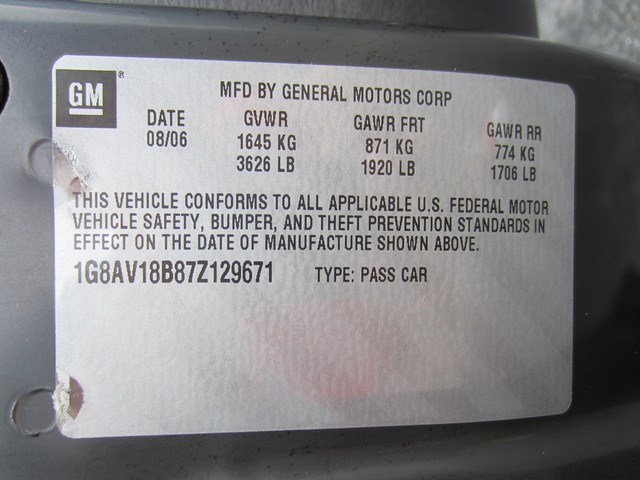 GM®
MFD BY GENERAL MOTORS CORP
DATE GVWR GAWR FRT GAWR RR
08/06 1645 KG 871 KG 774 KG
3626 LB 1920 LB 1706 LB
THIS VEHICLE CONFORMS TO ALL APPLICABLE U.S. FEDERAL MOTOR
VEHICLE SAFETY, BUMPER, AND THEFT PREVENTION STANDARDS IN
EFFECT ON THE DATE OF MANUFACTURE SHOWN ABOVE.
1G8AV18B87Z129671 TYPE: PASS CAR